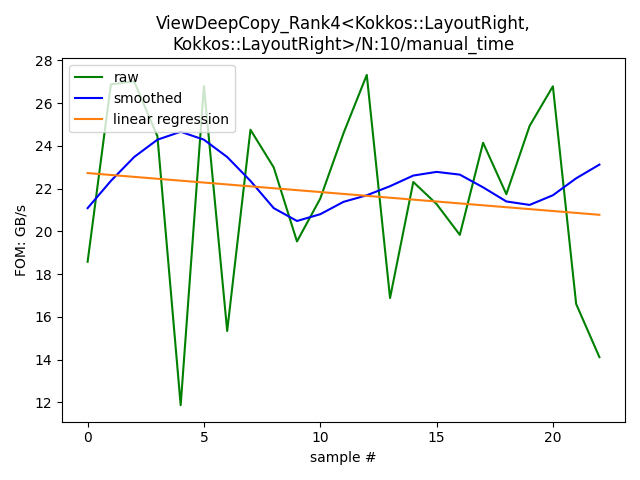 ViewDeepCopy_Rank4<Kokkos::LayoutRight,
Kokkos::LayoutRight>/N:10/manual_time
28
26
24
22
20
18
16
14
12
FOM: GB/s
raw
smoothed
linear regression
0
5
10
15
20
sample #